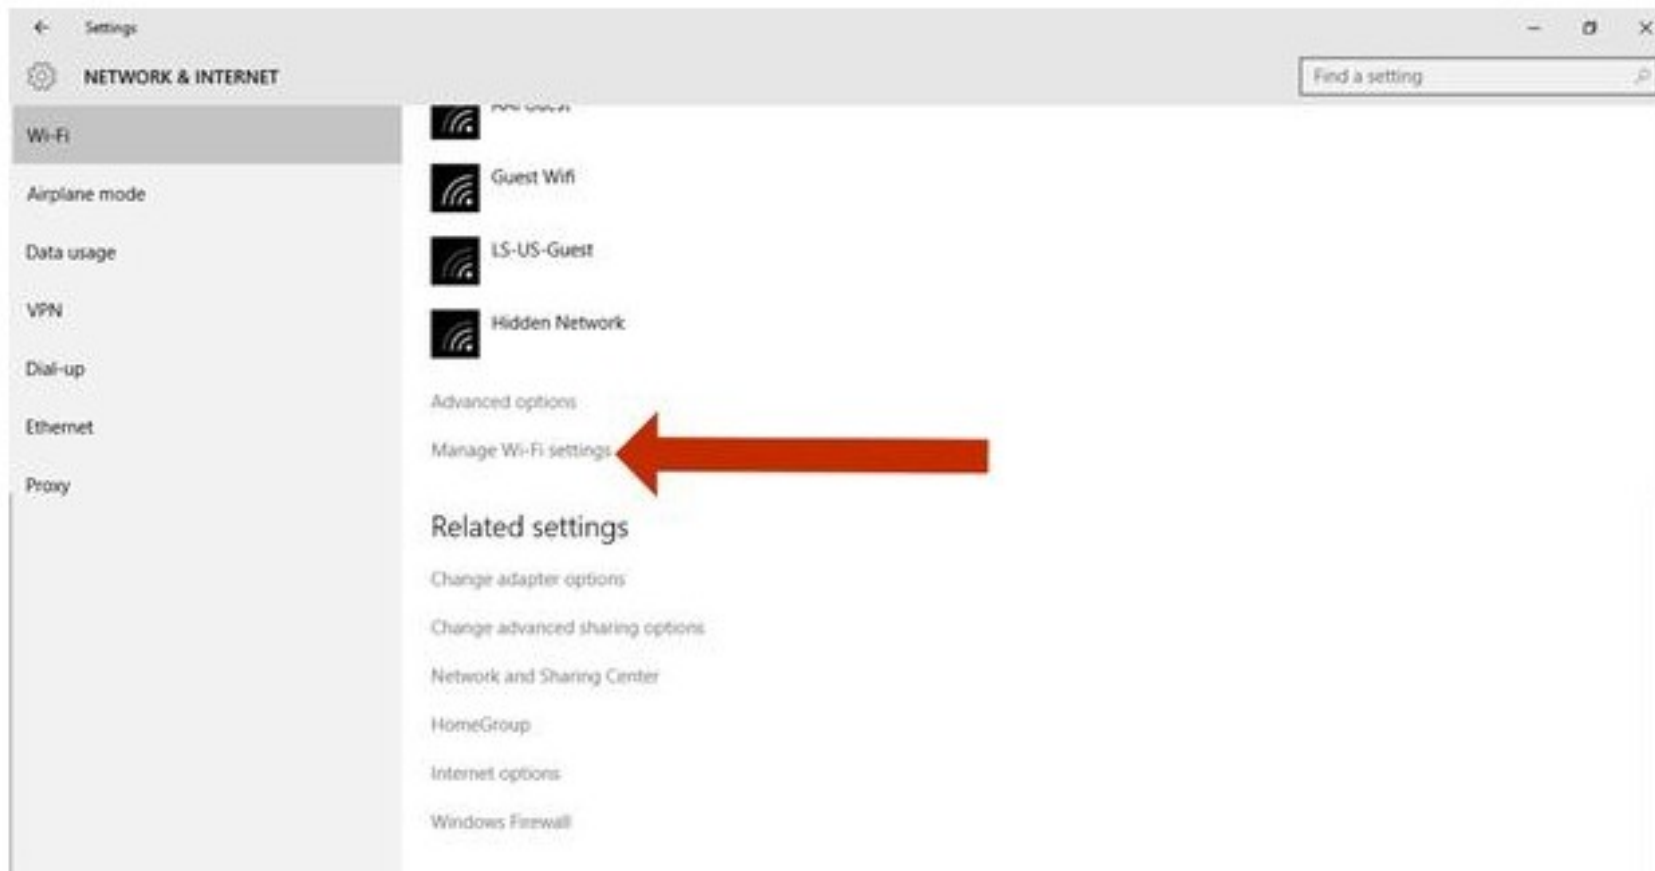 Settings
NETWORK & INTERNET
Find a setting
Wi-Fi
Airplane mode
Data usage
VPN
Dial-up
Ethernet
Proxy
Guest
Guest Wifi
LS-US-Guest
Hidden Network
Advanced options
Manage Wi-Fi settings
Related settings
Change adapter options
Change advanced sharing options
Network and Sharing Center
HomeGroup
Internet options
Windows Firewall